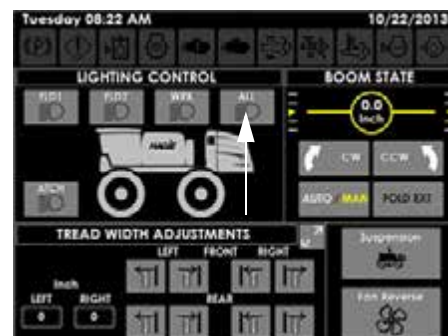 Tuesday 08:22 AM 10/22/2013
(P)
LIGHTING CONTROL
FLD1 FLD2 WRK ALL
HAGIE
ATCH
BOOM STATE
0.0
Inch
CW CCW
AUTO / MAN FOLD EXT
TREAD WIDTH ADJUSTMENTS
LEFT FRONT RIGHT
Inch
LEFT RIGHT
0 0
REAR
Suspension
Fan Reverse